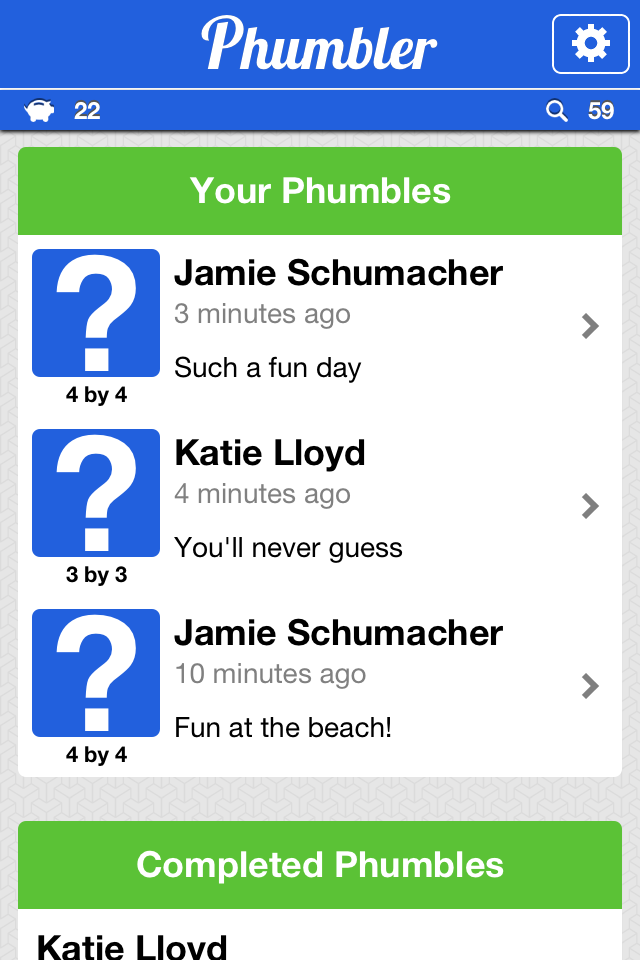 Phumbler
22
59
Your Phumbles
?
Jamie Schumacher
3 minutes ago
Such a fun day
4 by 4
?
Katie Lloyd
4 minutes ago
You'll never guess
3 by 3
?
Jamie Schumacher
10 minutes ago
Fun at the beach!
4 by 4
Completed Phumbles
Katie Lloyd